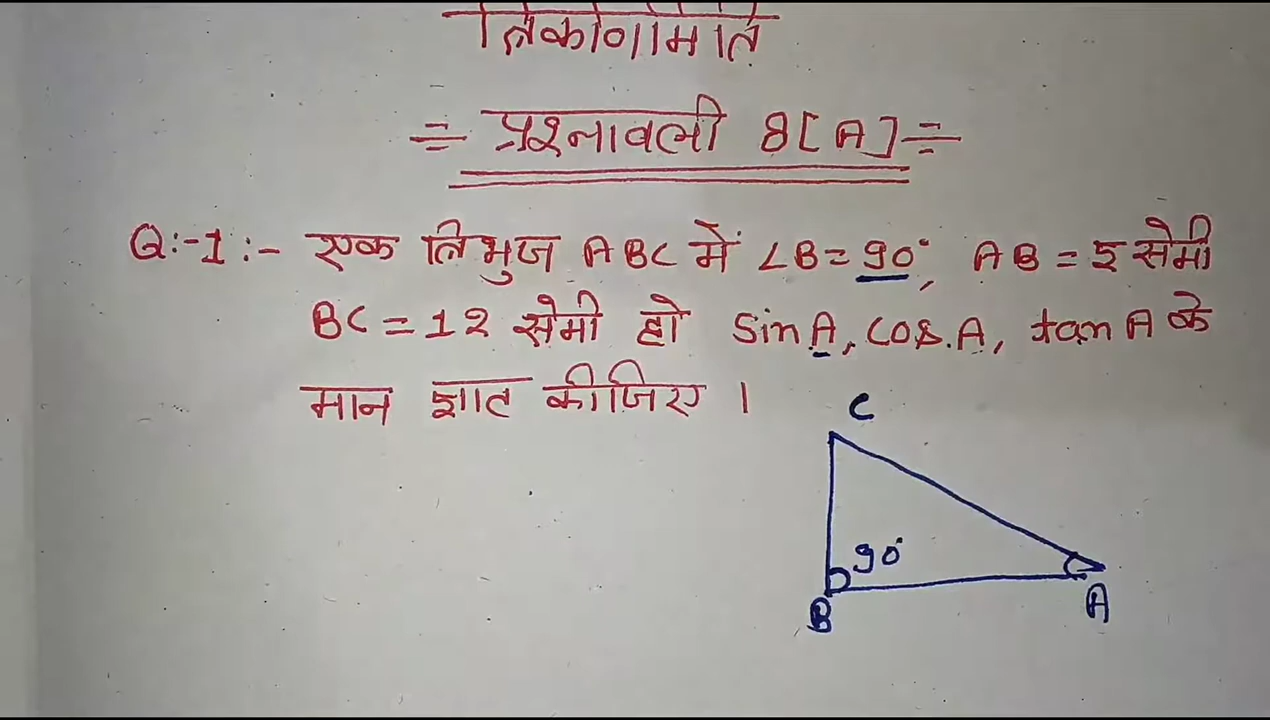 त्रिकोणमिति
= प्रश्नावली 8[A] =
Q:-1:- एक त्रिभुज ABC में ∠B = 90°, AB = 5 सेमी
BC = 12 सेमी हो sin A, cos.A, tan A के
मान ज्ञात कीजिए ।
C
90°
B
A